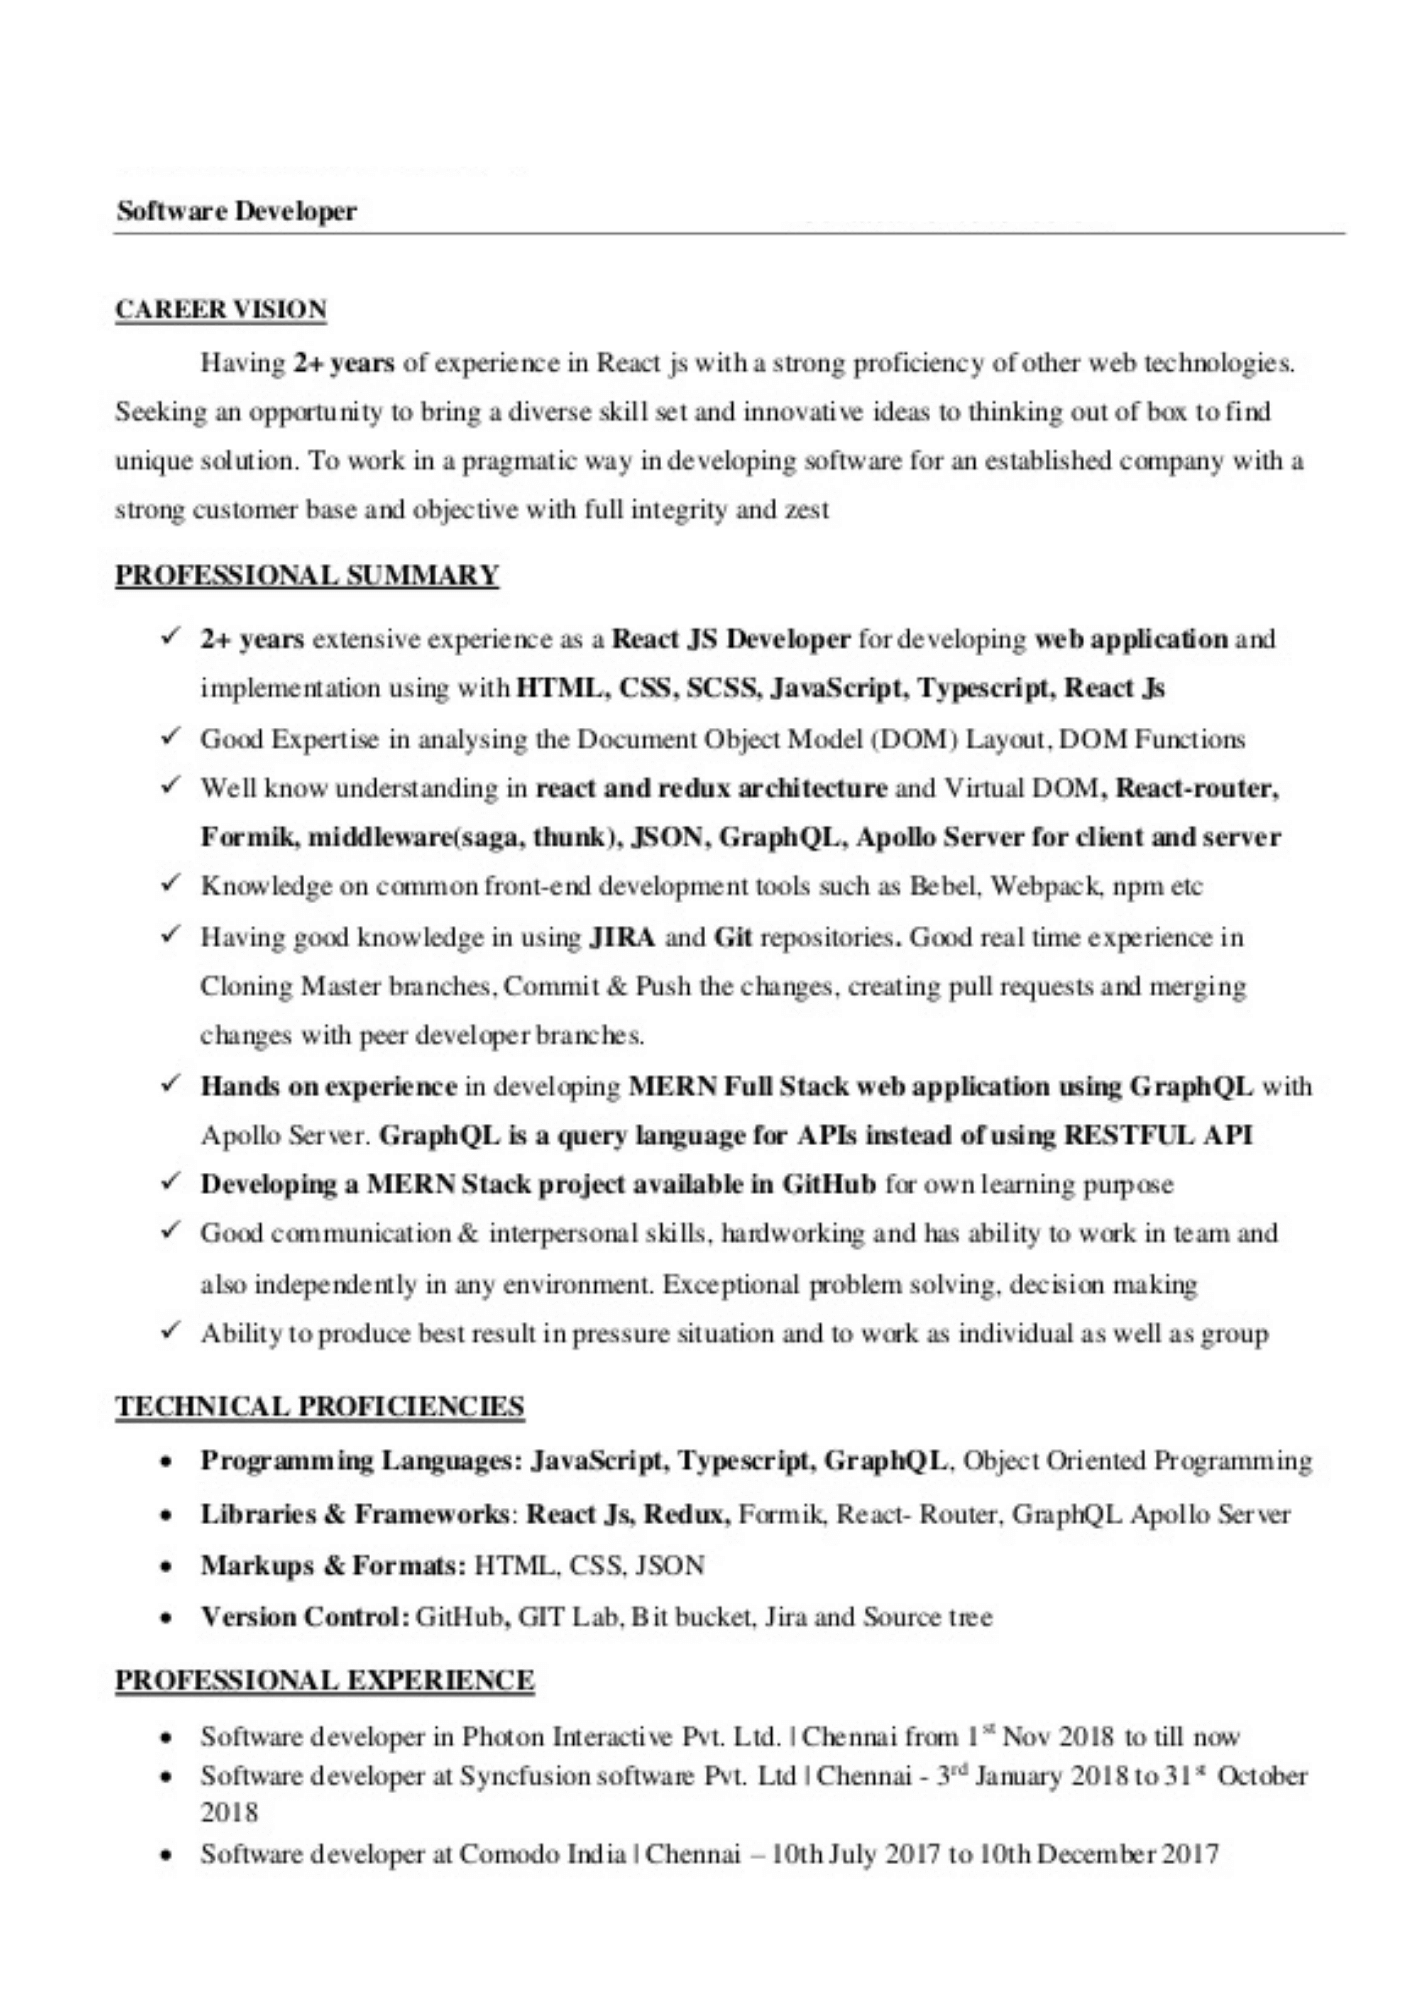 Software Developer
CAREER VISION
Having 2+ years of experience in React js with a strong proficiency of other web technologies.
Seeking an opportunity to bring a diverse skill set and innovative ideas to thinking out of box to find
unique solution. To work in a pragmatic way in developing software for an established company with a
strong customer base and objective with full integrity and zest
PROFESSIONAL SUMMARY
✓ 2+ years extensive experience as a React JS Developer for developing web application and
implementation using with HTML, CSS, SCSS, JavaScript, Typescript, React Js
✓ Good Expertise in analysing the Document Object Model (DOM) Layout, DOM Functions
✓ Well know understanding in react and redux architecture and Virtual DOM, React-router,
Formik, middleware(saga, thunk), JSON, GraphQL, Apollo Server for client and server
✓ Knowledge on common front-end development tools such as Bebel, Webpack, npm etc
✓ Having good knowledge in using JIRA and Git repositories. Good real time experience in
Cloning Master branches, Commit & Push the changes, creating pull requests and merging
changes with peer developer branches.
✓ Hands on experience in developing MERN Full Stack web application using GraphQL with
Apollo Server. GraphQL is a query language for APIs instead of using RESTFUL API
✓ Developing a MERN Stack project available in GitHub for own learning purpose
✓ Good communication & interpersonal skills, hardworking and has ability to work in team and
also independently in any environment. Exceptional problem solving, decision making
✓ Ability to produce best result in pressure situation and to work as individual as well as group
TECHNICAL PROFICIENCIES
• Programming Languages: JavaScript, Typescript, GraphQL, Object Oriented Programming
• Libraries & Frameworks: React Js, Redux, Formik, React- Router, GraphQL Apollo Server
• Markups & Formats: HTML, CSS, JSON
• Version Control: GitHub, GIT Lab, Bit bucket, Jira and Source tree
PROFESSIONAL EXPERIENCE
• Software developer in Photon Interactive Pvt. Ltd. | Chennai from 1st Nov 2018 to till now
• Software developer at Syncfusion software Pvt. Ltd | Chennai - 3rd January 2018 to 31st October
2018
• Software developer at Comodo India | Chennai – 10th July 2017 to 10th December 2017